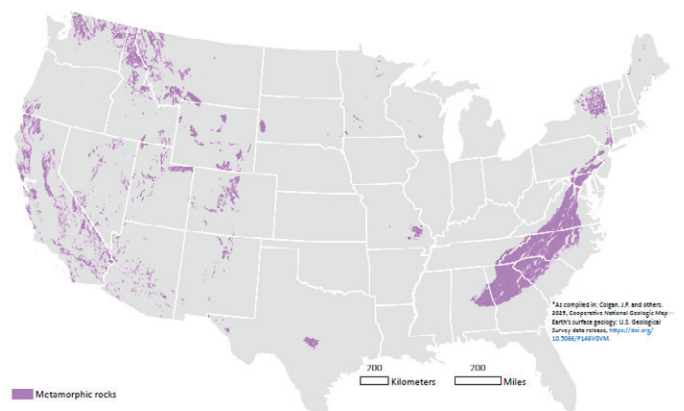 *As compiled in: Colgan, J.P. and others,
2025, Cooperative National Geologic Map—
Earth's surface geology: U.S. Geological
Survey data release, https://doi.org/
10.5066/P146VSVM.
200 200
Kilometers Miles
Metamorphic rocks